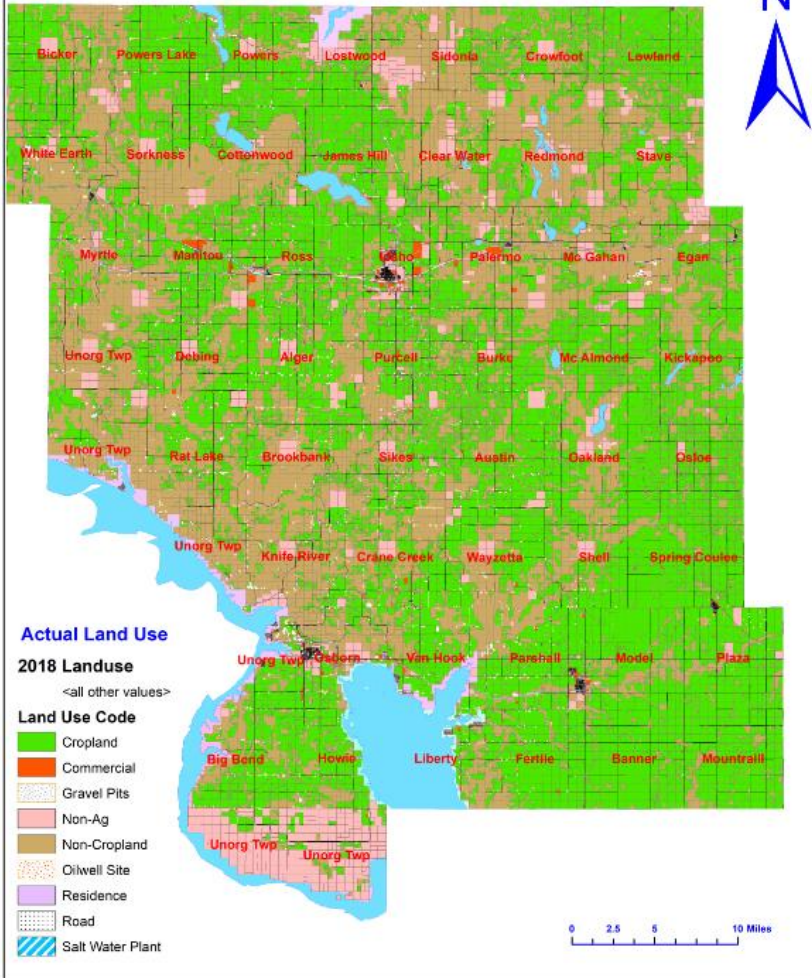 N
Bicker Powers Lake Powers Lostwood Sidonia Crowfoot Lowland
White Earth Sorkness Cottonwood James Hill Clear Water Redmond Stave
Myrtle Manitou Ross Idaho Palermo Mc Gahan Egan
Unorg Twp Debing Alger Purcell Burke Mc Almond Kickapoo
Unorg Twp Rat Lake Brookbank Sikes Austin Oakland Osloe
Unorg Twp Knife River Crane Creek Wayzetta Shell Spring Coulee
Unorg Twp Osborn Van Hook Parshall Model Plaza
Big Bend Howie Liberty Fertile Banner Mountraill
Unorg Twp Unorg Twp
Actual Land Use
2018 Landuse
<all other values>
Land Use Code
Cropland
Commercial
Gravel Pits
Non-Ag
Non-Cropland
Oilwell Site
Residence
Road
Salt Water Plant
0 2.5 5 10 Miles